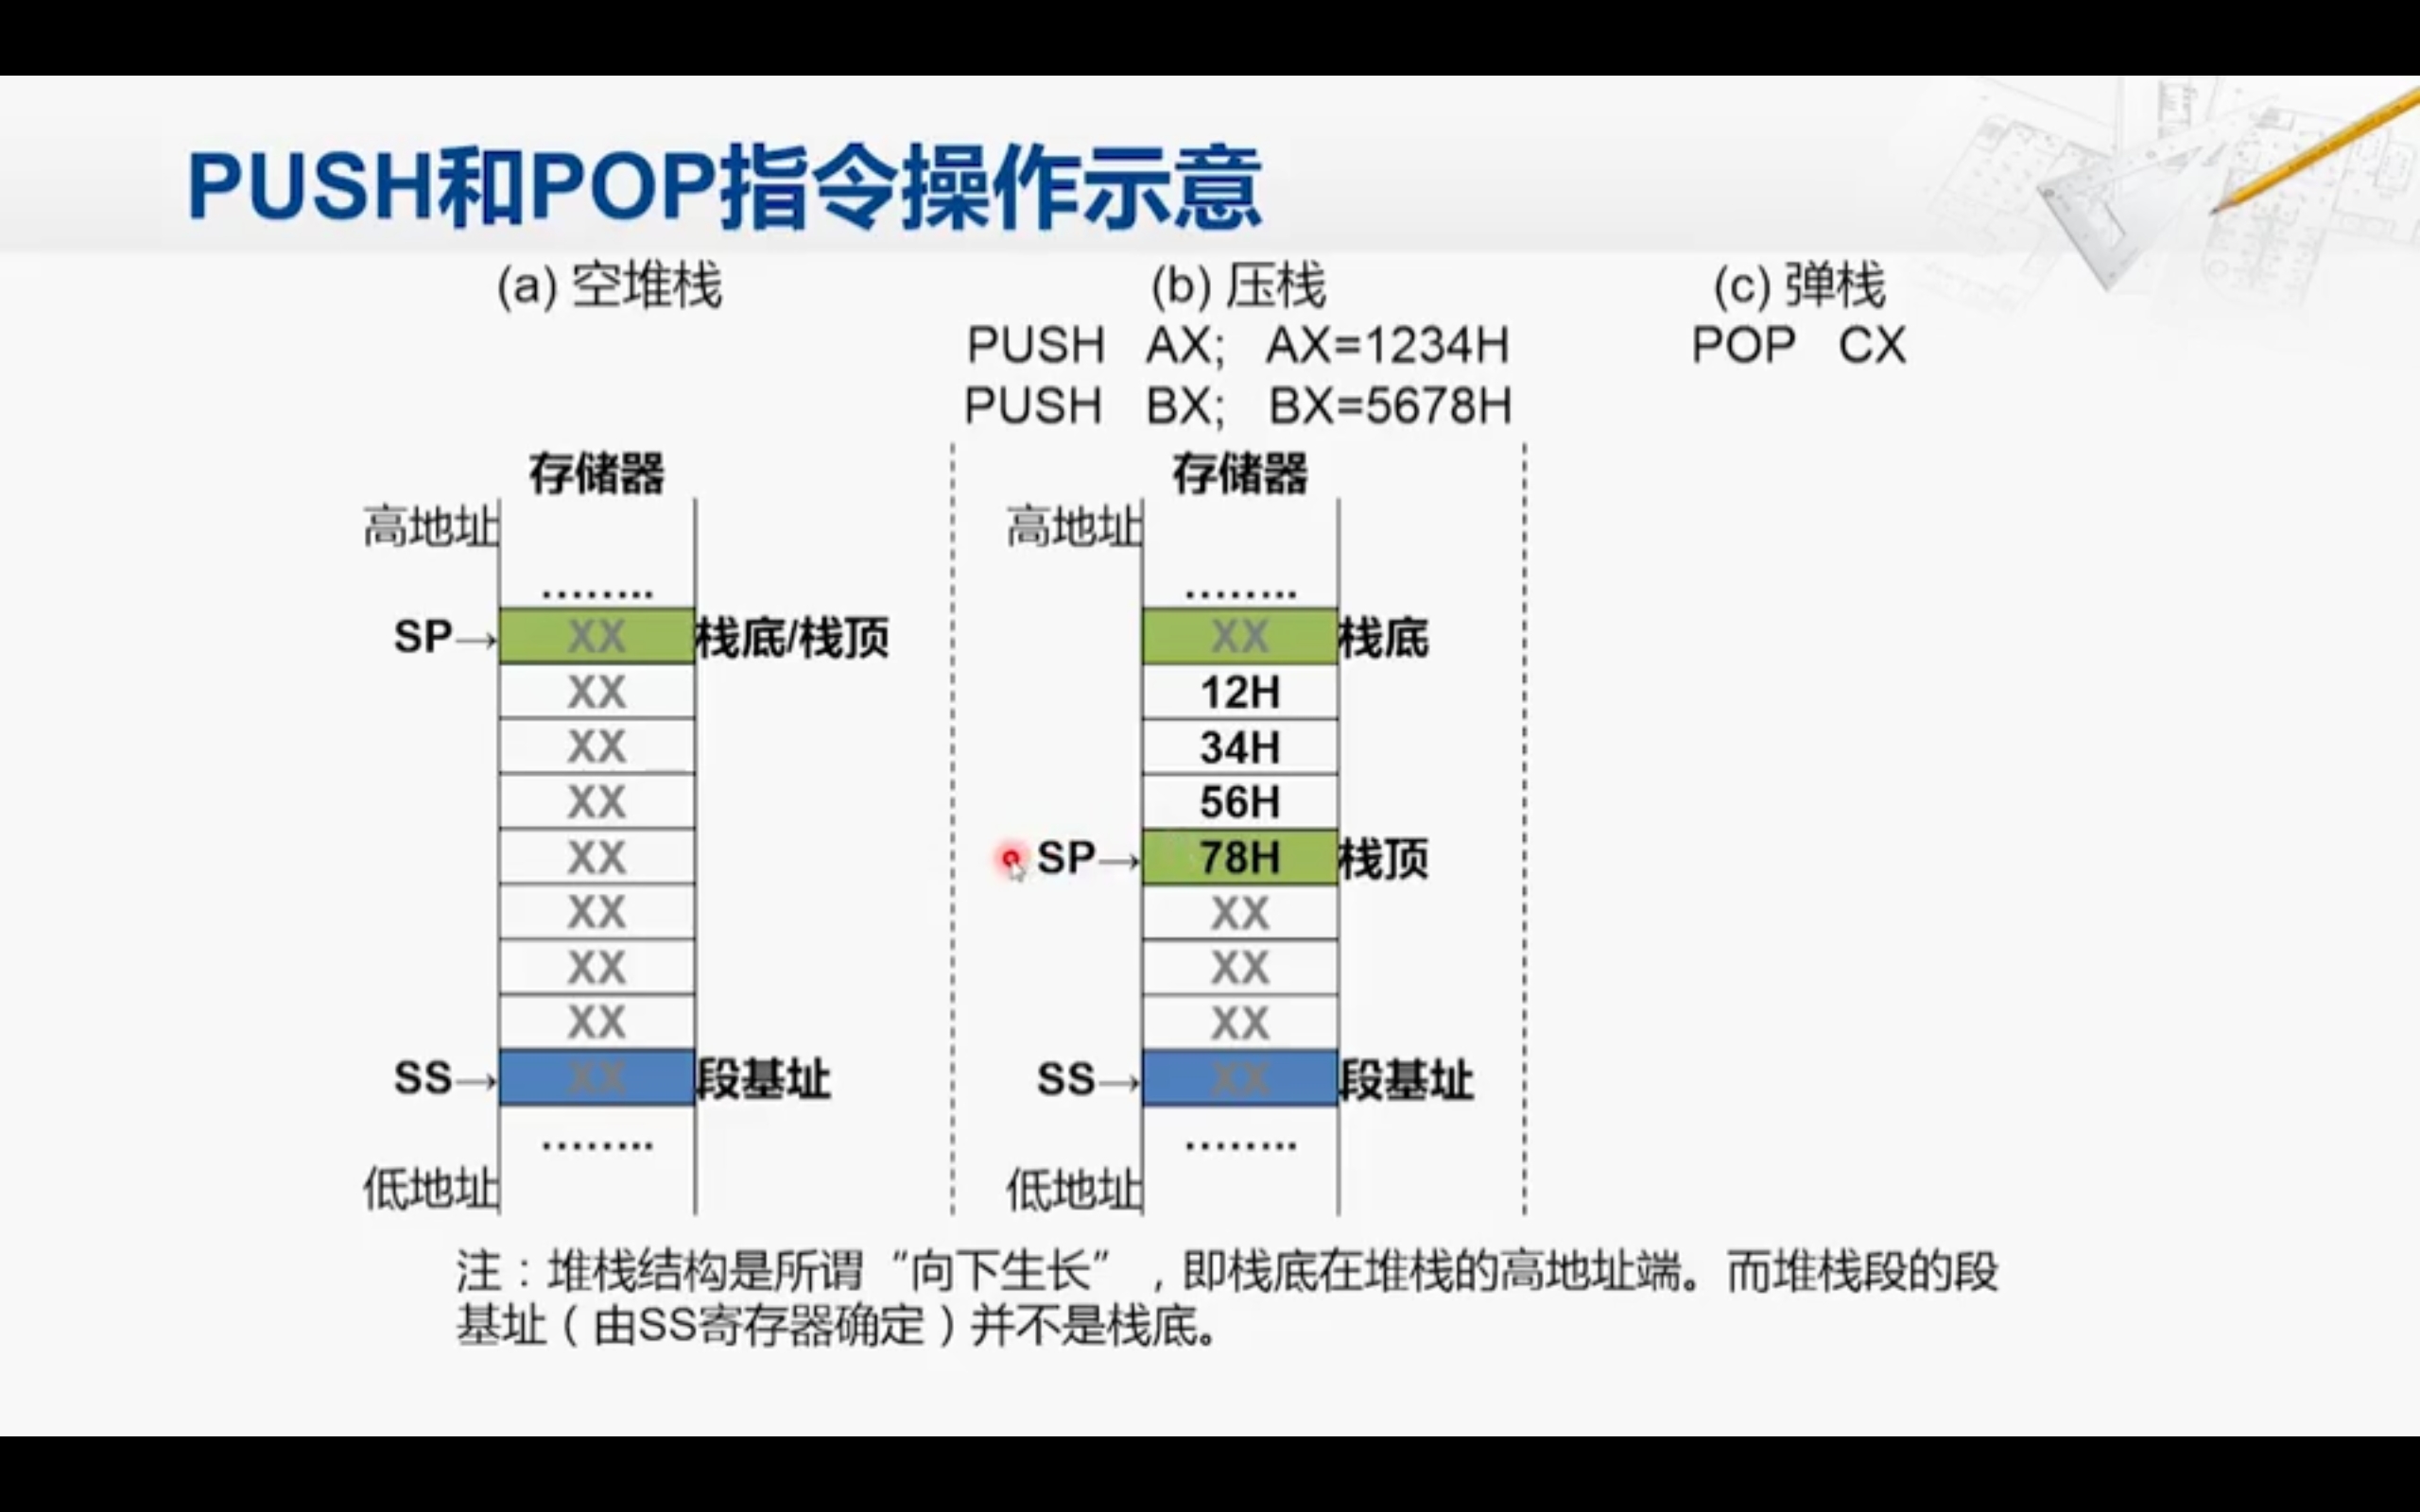 PUSH和POP指令操作示意
(a) 空堆栈
(b) 压栈
PUSH AX; AX=1234H
PUSH BX; BX=5678H
(c) 弹栈
POP CX
存储器
高地址
........
SP→ XX 栈底/栈顶
XX
XX
XX
XX
XX
XX
XX
SS→ XX 段基址
........
低地址
存储器
高地址
........
XX 栈底
12H
34H
56H
SP→ 78H 栈顶
XX
XX
XX
SS→ XX 段基址
........
低地址
注：堆栈结构是所谓“向下生长”，即栈底在堆栈的高地址端。而堆栈段的段
基址（由SS寄存器确定）并不是栈底。